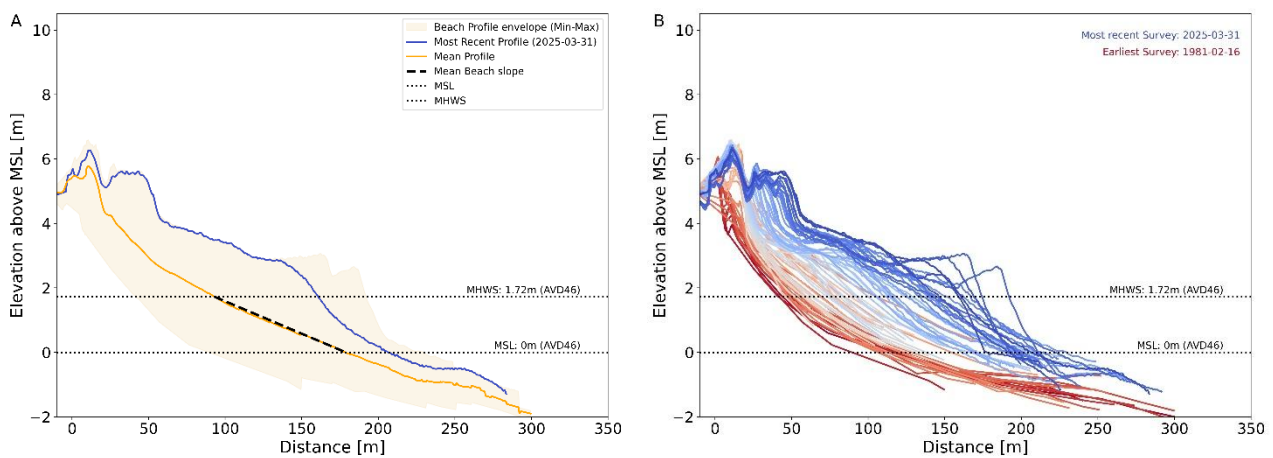 A
Beach Profile envelope (Min-Max)
Most Recent Profile (2025-03-31)
Mean Profile
Mean Beach slope
MSL
MHWS
Elevation above MSL [m]
10
8
6
4
2
0
−2
MHWS: 1.72m (AVD46)
MSL: 0m (AVD46)
0 50 100 150 200 250 300 350
Distance [m]
B
Most recent Survey: 2025-03-31
Earliest Survey: 1981-02-16
Elevation above MSL [m]
10
8
6
4
2
0
−2
MHWS: 1.72m (AVD46)
MSL: 0m (AVD46)
0 50 100 150 200 250 300 350
Distance [m]